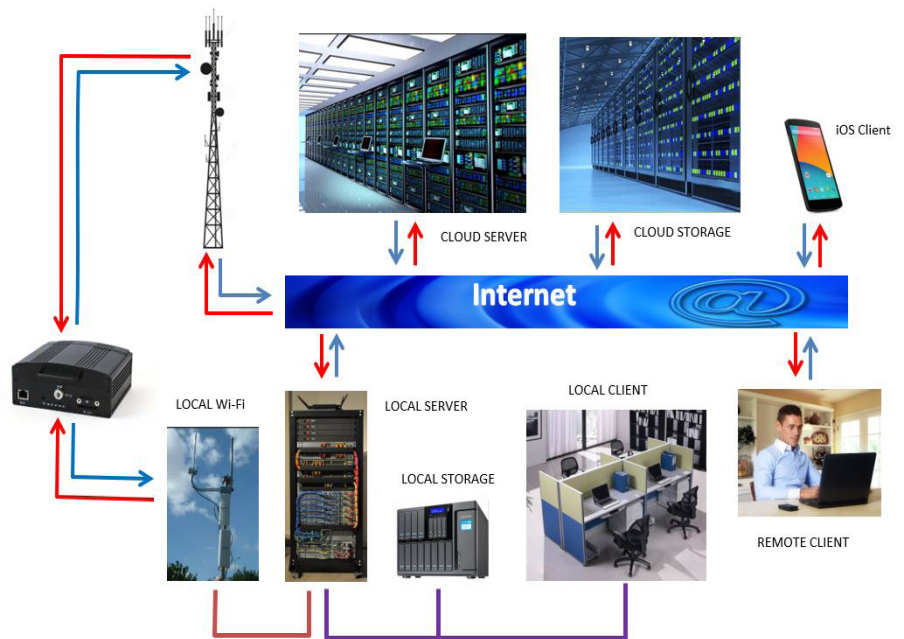 iOS Client
CLOUD SERVER
CLOUD STORAGE
Internet
@
LOCAL Wi-Fi
LOCAL SERVER
LOCAL CLIENT
LOCAL STORAGE
REMOTE CLIENT